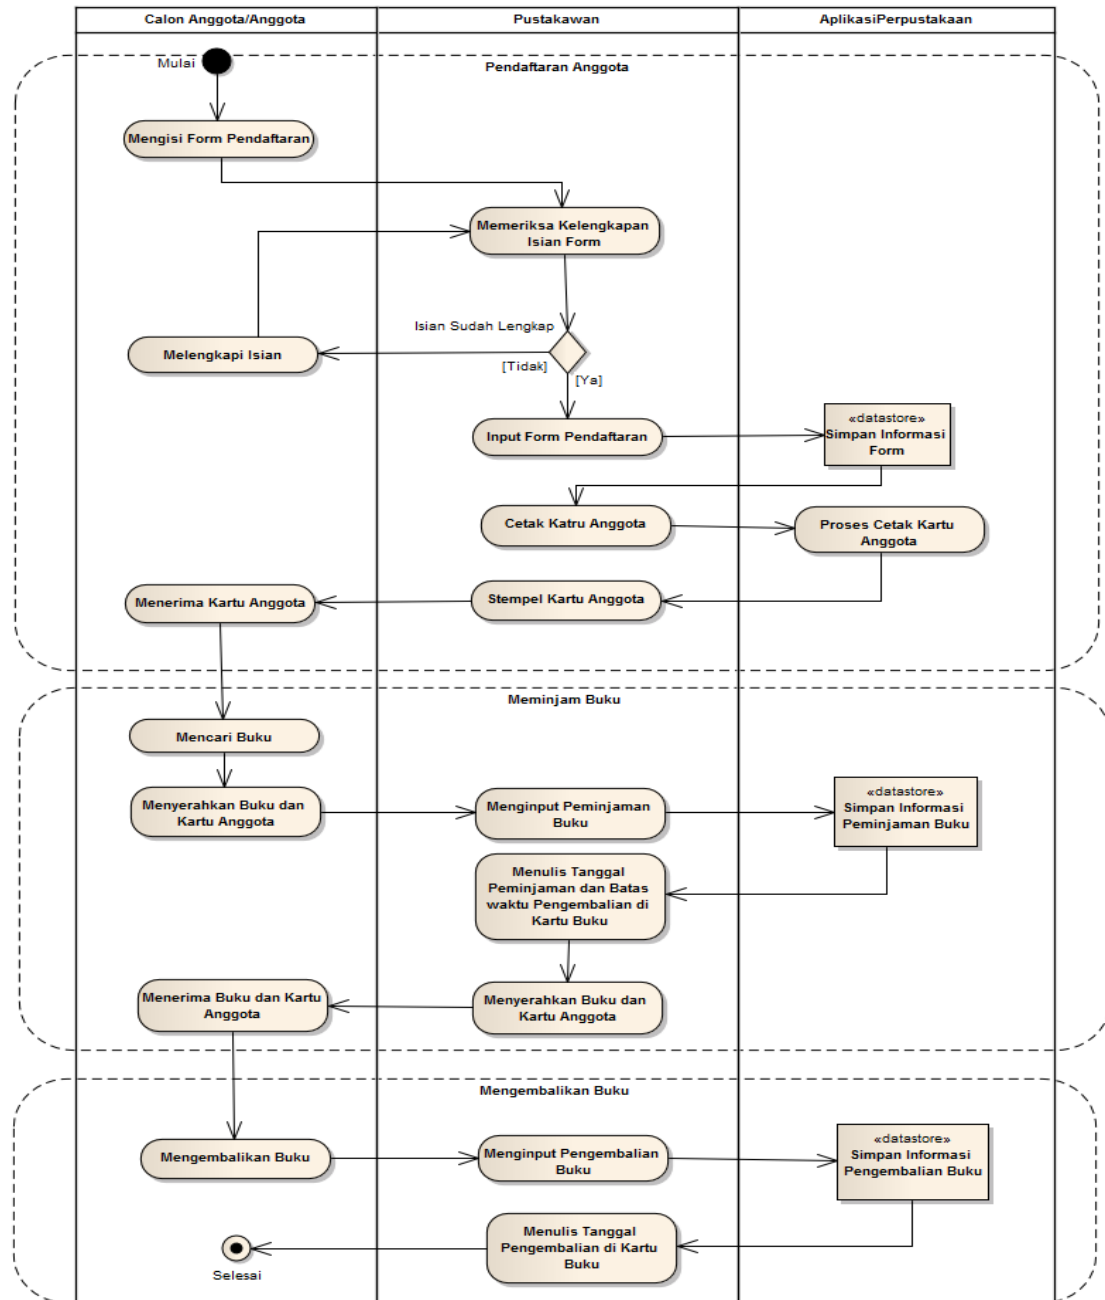 Calon Anggota/Anggota
Pustakawan
AplikasiPerpustakaan
Pendaftaran Anggota
Mulai
Mengisi Form Pendaftaran
Memeriksa Kelengkapan
Isian Form
Isian Sudah Lengkap
Melengkapi Isian
[Tidak]
[Ya]
Input Form Pendaftaran
«datastore»
Simpan Informasi
Form
Cetak Katru Anggota
Proses Cetak Kartu
Anggota
Stempel Kartu Anggota
Menerima Kartu Anggota
Meminjam Buku
Mencari Buku
Menyerahkan Buku dan
Kartu Anggota
Menginput Peminjaman
Buku
«datastore»
Simpan Informasi
Peminjaman Buku
Menulis Tanggal
Peminjaman dan Batas
waktu Pengembalian di
Kartu Buku
Menyerahkan Buku dan
Kartu Anggota
Menerima Buku dan Kartu
Anggota
Mengembalikan Buku
Mengembalikan Buku
Menginput Pengembalian
Buku
«datastore»
Simpan Informasi
Pengembalian Buku
Menulis Tanggal
Pengembalian di Kartu
Buku
Selesai